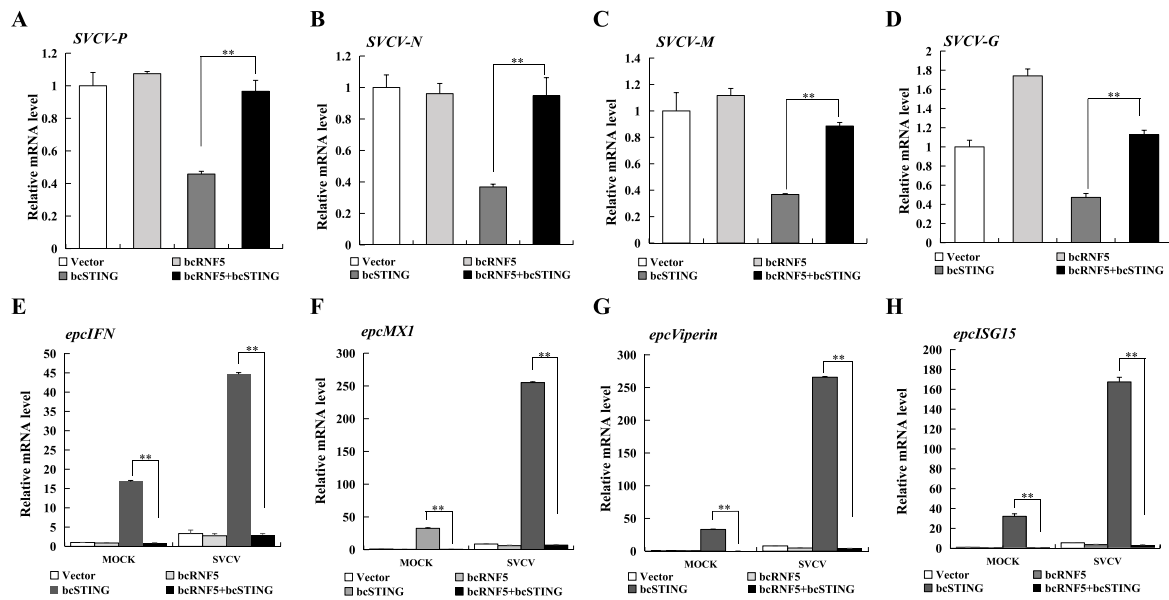 A
SVCV-P
Relative mRNA level
1.2
1
0.8
0.6
0.4
0.2
0
**
Vector
bcRNF5
bcSTING
bcRNF5+bcSTING
B
SVCV-N
Relative mRNA level
1.2
1
0.8
0.6
0.4
0.2
0
**
Vector
bcRNF5
bcSTING
bcRNF5+bcSTING
C
SVCV-M
Relative mRNA level
1.4
1.2
1
0.8
0.6
0.4
0.2
0
**
Vector
bcRNF5
bcSTING
bcRNF5+bcSTING
D
SVCV-G
Relative mRNA level
2
1.8
1.6
1.4
1.2
1
0.8
0.6
0.4
0.2
0
**
Vector
bcRNF5
bcSTING
bcRNF5+bcSTING
E
epcIFN
Relative mRNA level
50
45
40
35
30
25
20
15
10
5
0
**
**
MOCK
SVCV
Vector
bcRNF5
bcSTING
bcRNF5+bcSTING
F
epcMX1
Relative mRNA level
300
250
200
150
100
50
0
**
**
MOCK
SVCV
Vector
bcRNF5
bcSTING
bcRNF5+bcSTING
G
epcViperin
Relative mRNA level
300
250
200
150
100
50
0
**
**
MOCK
SVCV
Vector
bcRNF5
bcSTING
bcRNF5+bcSTING
H
epcISG15
Relative mRNA level
200
180
160
140
120
100
80
60
40
20
0
**
**
MOCK
SVCV
Vector
bcRNF5
bcSTING
bcRNF5+bcSTING